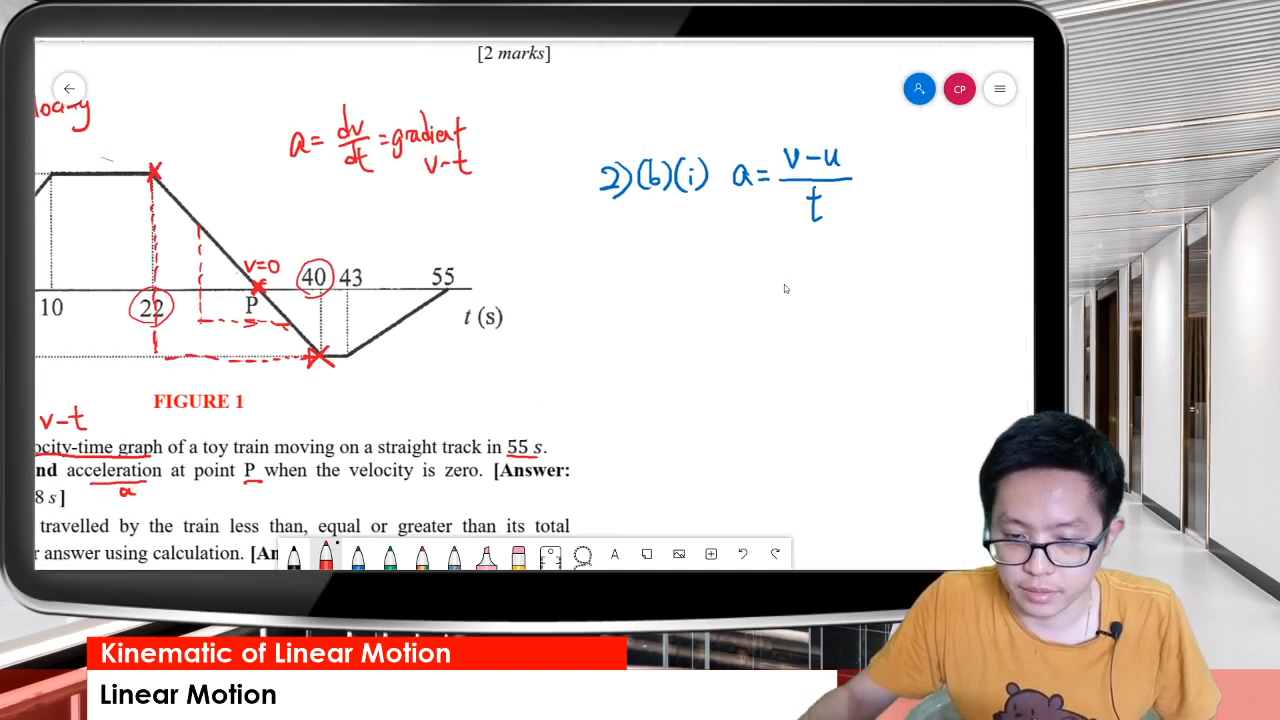 [2 marks]
a = dv/dt = gradient
v-t
2)(b)(i) a = v-u/t
v=0
40
43
55
10
22
P
t (s)
FIGURE 1
v-t
ocity-time graph of a toy train moving on a straight track in 55 s.
nd acceleration at point P when the velocity is zero. [Answer:
a
8 s]
travelled by the train less than, equal or greater than its total
r answer using calculation. [An
CP
A
Kinematic of Linear Motion
Linear Motion